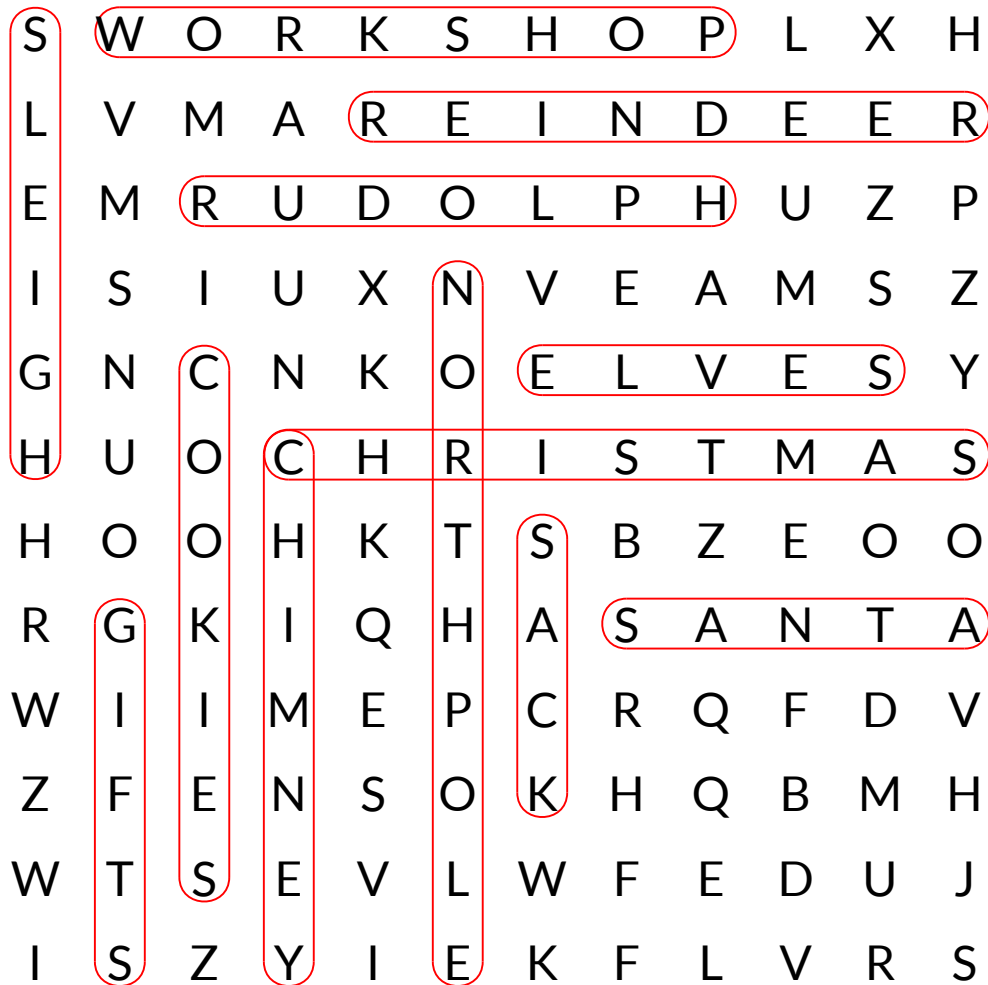 S W O R K S H O P L X H
L V M A R E I N D E E R
E M R U D O L P H U Z P
I S I U X N V E A M S Z
G N C N K O E L V E S Y
H U O C H R I S T M A S
H O O H K T S B Z E O O
R G K I Q H A S A N T A
W I I M E P C R Q F D V
Z F E N S O K H Q B M H
W T S E V L W F E D U J
I S Z Y I E K F L V R S